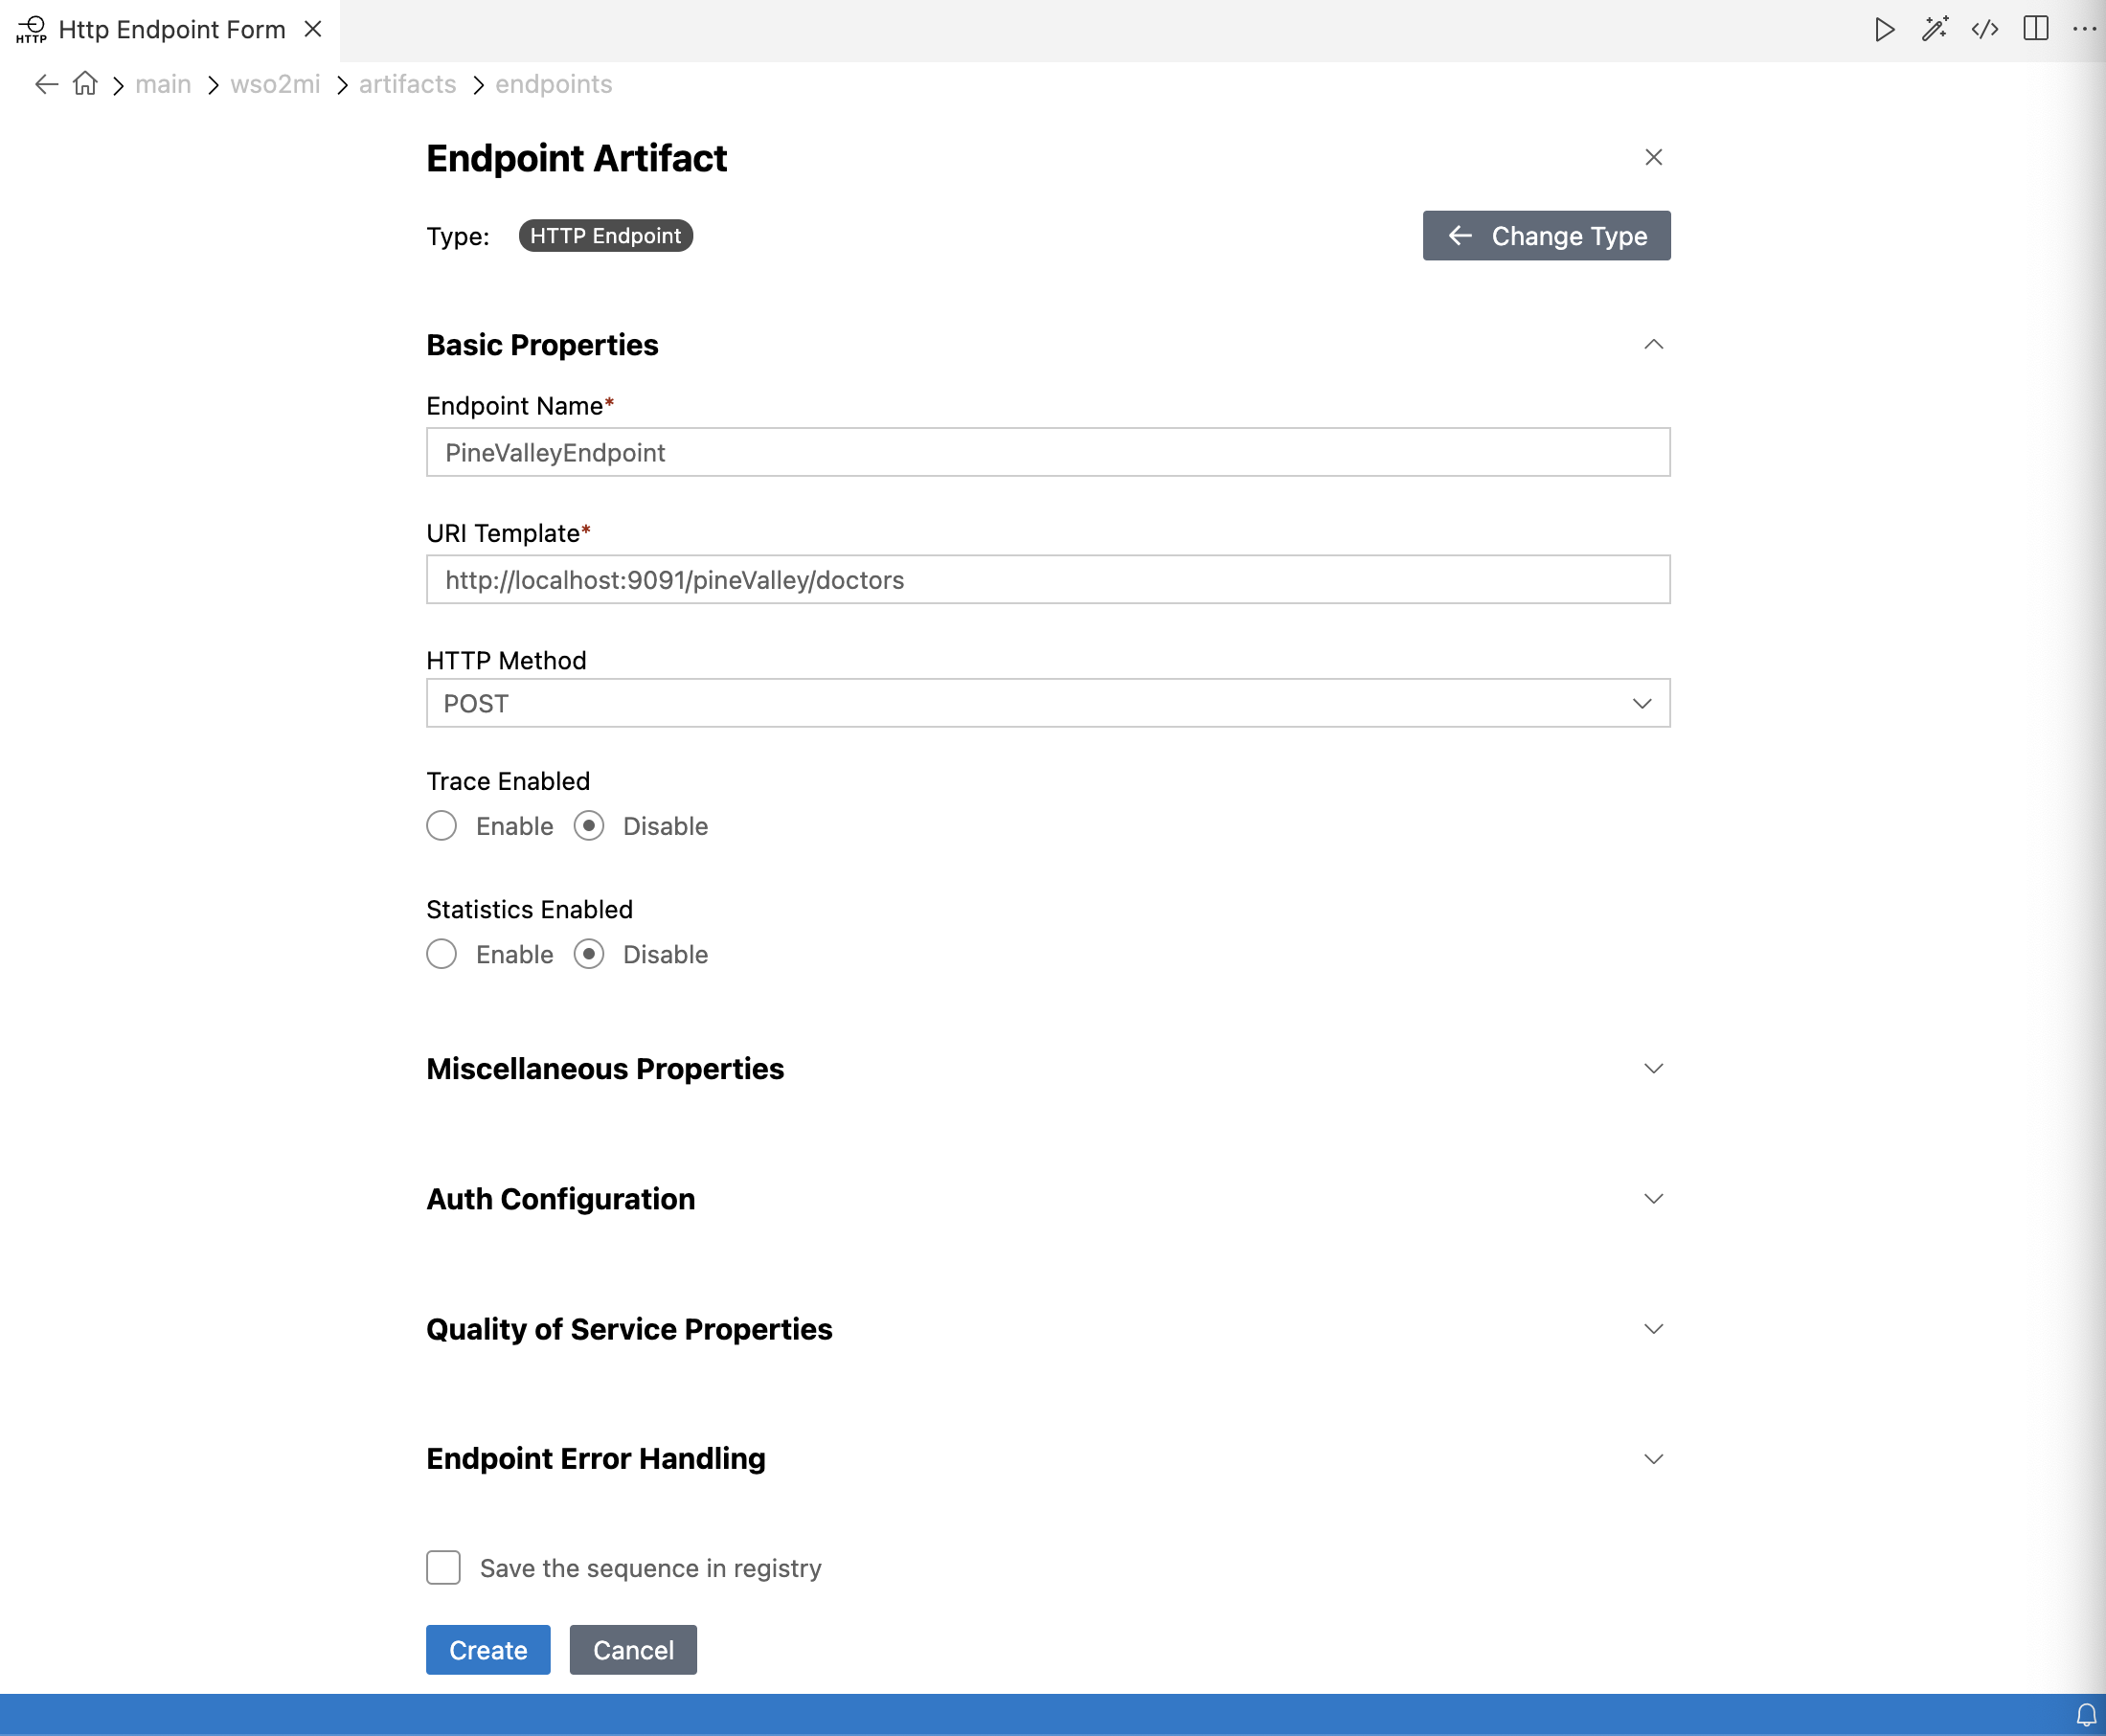 HTTP Http Endpoint Form
main wso2mi artifacts endpoints
Endpoint Artifact
Type: HTTP Endpoint Change Type
Basic Properties
Endpoint Name*
PineValleyEndpoint
URI Template*
http://localhost:9091/pineValley/doctors
HTTP Method
POST
Trace Enabled
Enable Disable
Statistics Enabled
Enable Disable
Miscellaneous Properties
Auth Configuration
Quality of Service Properties
Endpoint Error Handling
Save the sequence in registry
Create Cancel